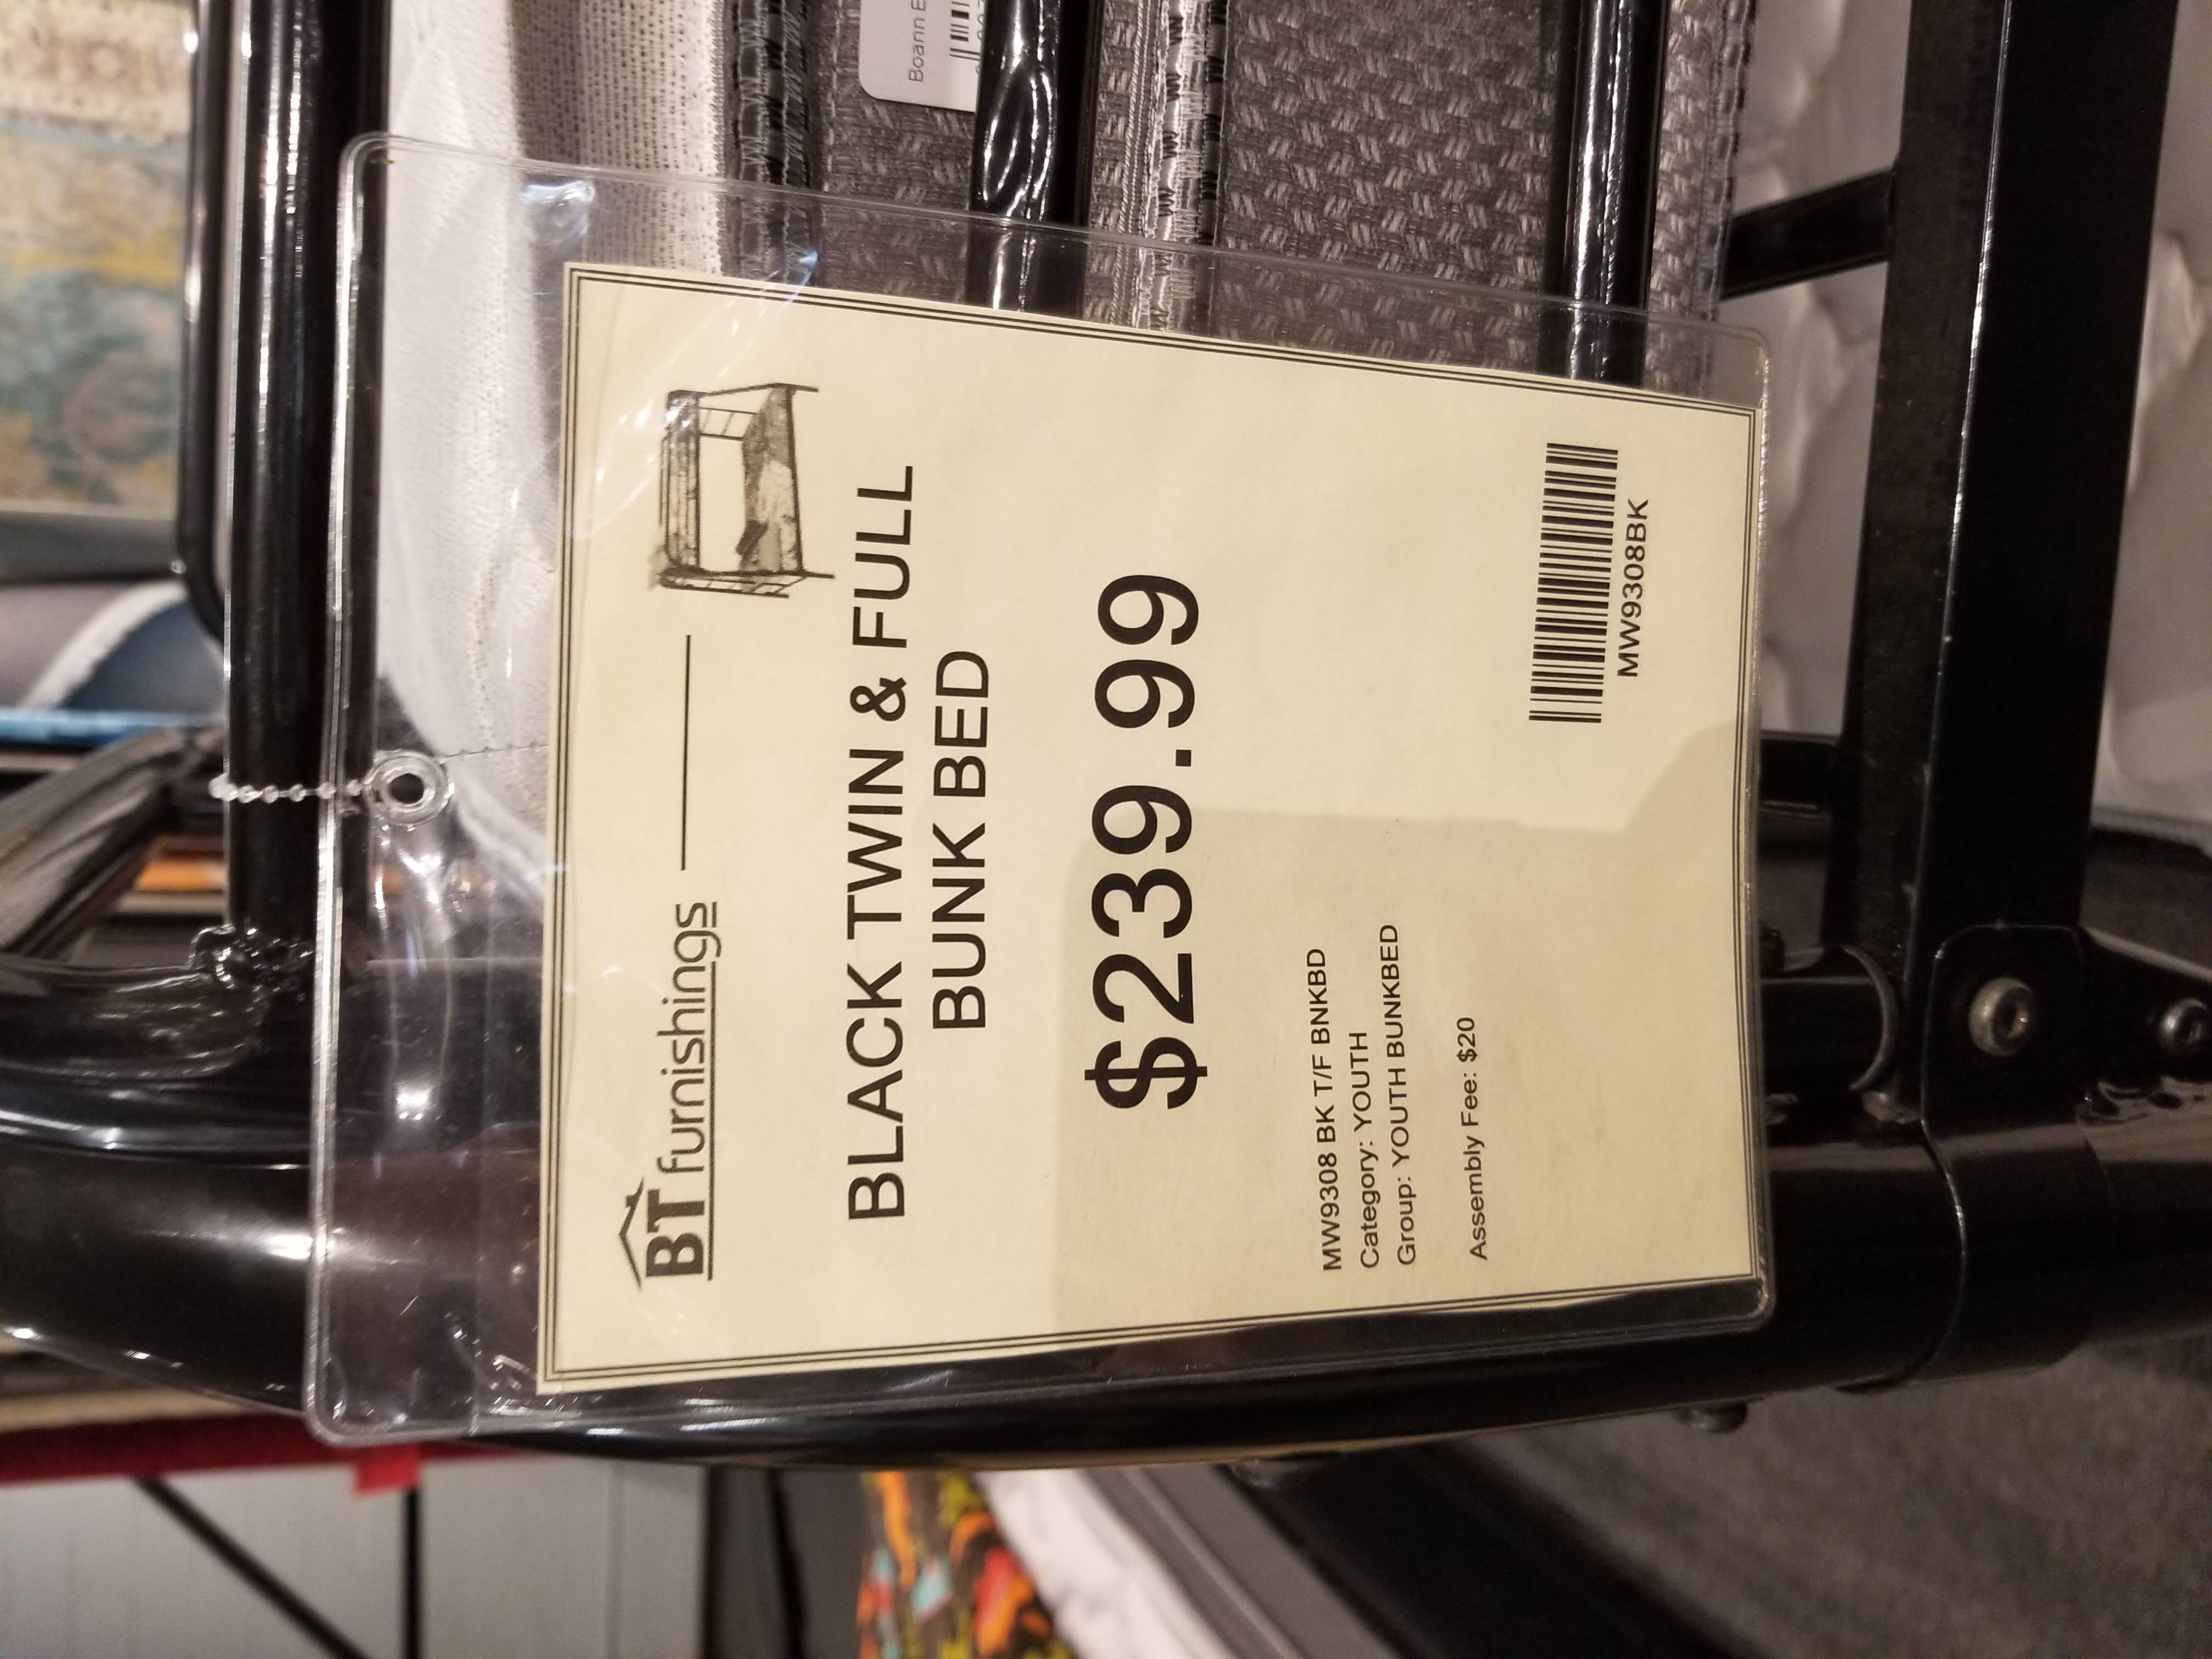 BT furnishings
BLACK TWIN & FULL
BUNK BED
$239.99
MW9308 BK T/F BNKBD
Category: YOUTH
Group: YOUTH BUNKBED
Assembly Fee: $20
MW9308BK
Boann